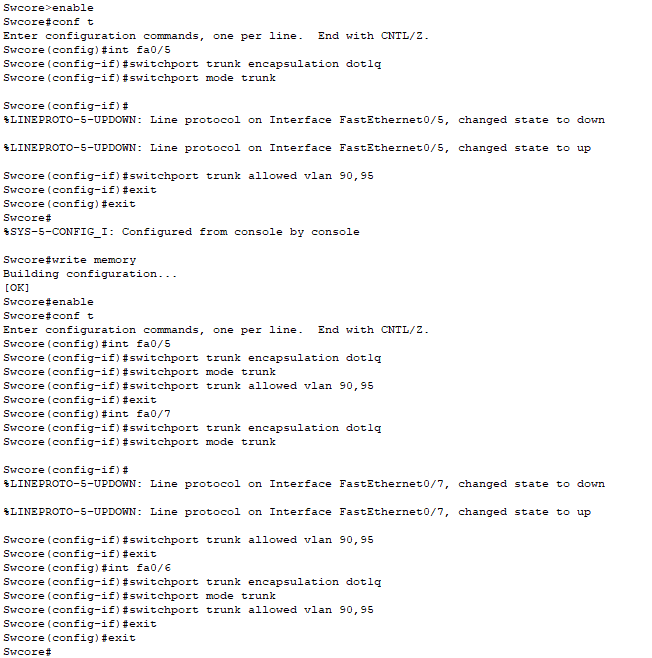 Swcore>enable
Swcore#conf t
Enter configuration commands, one per line.  End with CNTL/Z.
Swcore(config)#int fa0/5
Swcore(config-if)#switchport trunk encapsulation dot1q
Swcore(config-if)#switchport mode trunk
Swcore(config-if)#
%LINEPROTO-5-UPDOWN: Line protocol on Interface FastEthernet0/5, changed state to down
%LINEPROTO-5-UPDOWN: Line protocol on Interface FastEthernet0/5, changed state to up
Swcore(config-if)#switchport trunk allowed vlan 90,95
Swcore(config-if)#exit
Swcore(config)#exit
Swcore#
%SYS-5-CONFIG_I: Configured from console by console
Swcore#write memory
Building configuration...
[OK]
Swcore#enable
Swcore#conf t
Enter configuration commands, one per line.  End with CNTL/Z.
Swcore(config)#int fa0/5
Swcore(config-if)#switchport trunk encapsulation dot1q
Swcore(config-if)#switchport mode trunk
Swcore(config-if)#switchport trunk allowed vlan 90,95
Swcore(config-if)#exit
Swcore(config)#int fa0/7
Swcore(config-if)#switchport trunk encapsulation dot1q
Swcore(config-if)#switchport mode trunk
Swcore(config-if)#
%LINEPROTO-5-UPDOWN: Line protocol on Interface FastEthernet0/7, changed state to down
%LINEPROTO-5-UPDOWN: Line protocol on Interface FastEthernet0/7, changed state to up
Swcore(config-if)#switchport trunk allowed vlan 90,95
Swcore(config-if)#exit
Swcore(config)#int fa0/6
Swcore(config-if)#switchport trunk encapsulation dot1q
Swcore(config-if)#switchport mode trunk
Swcore(config-if)#switchport trunk allowed vlan 90,95
Swcore(config-if)#exit
Swcore(config)#exit
Swcore#